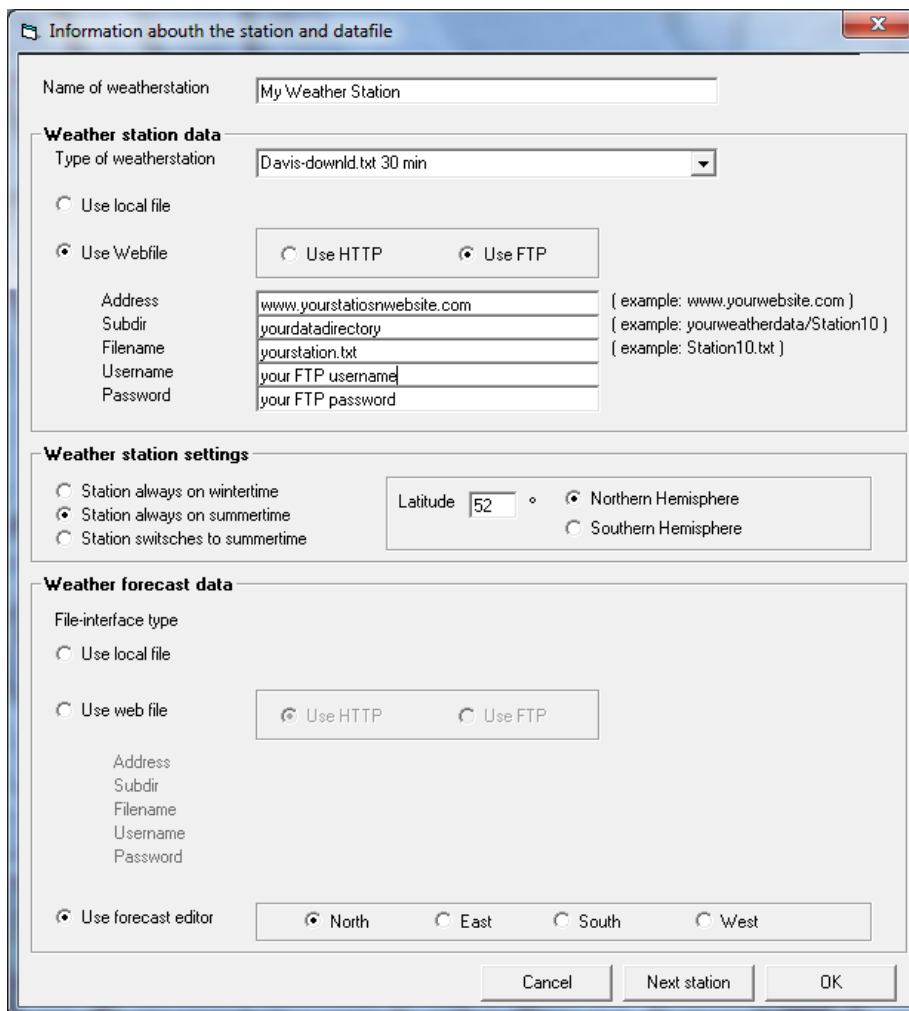 Information abouth the station and datafile
Name of weatherstation My Weather Station
Weather station data
Type of weatherstation Davis-downld.txt 30 min
Use local file
Use Webfile Use HTTP Use FTP
Address www.yourstatiosnwebsite.com ( example: www.yourwebsite.com )
Subdir yourdatadirectory ( example: yourweatherdata/Station10 )
Filename yourstation.txt ( example: Station10.txt )
Username your FTP username
Password your FTP password
Weather station settings
Station always on wintertime
Station always on summertime
Station switches to summertime
Latitude 52 ° Northern Hemisphere
Southern Hemisphere
Weather forecast data
File-interface type
Use local file
Use web file Use HTTP Use FTP
Address
Subdir
Filename
Username
Password
Use forecast editor North East South West
Cancel Next station OK